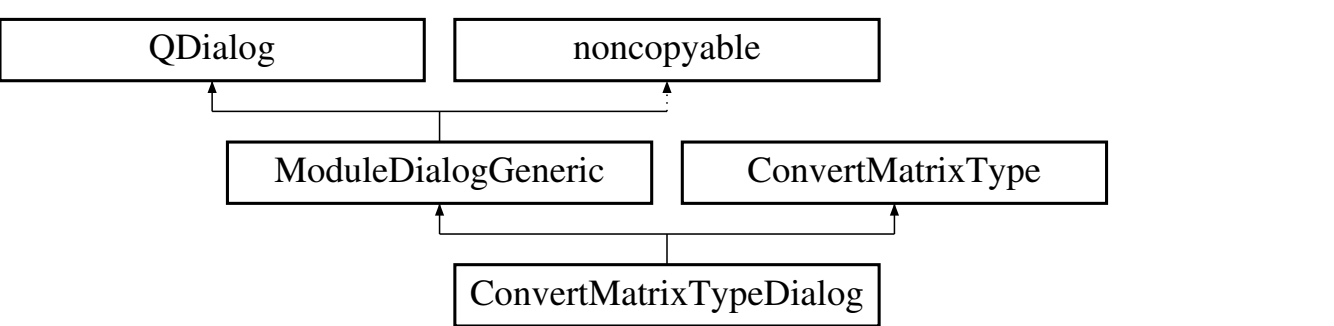 QDialog
noncopyable
ModuleDialogGeneric
ConvertMatrixType
ConvertMatrixTypeDialog